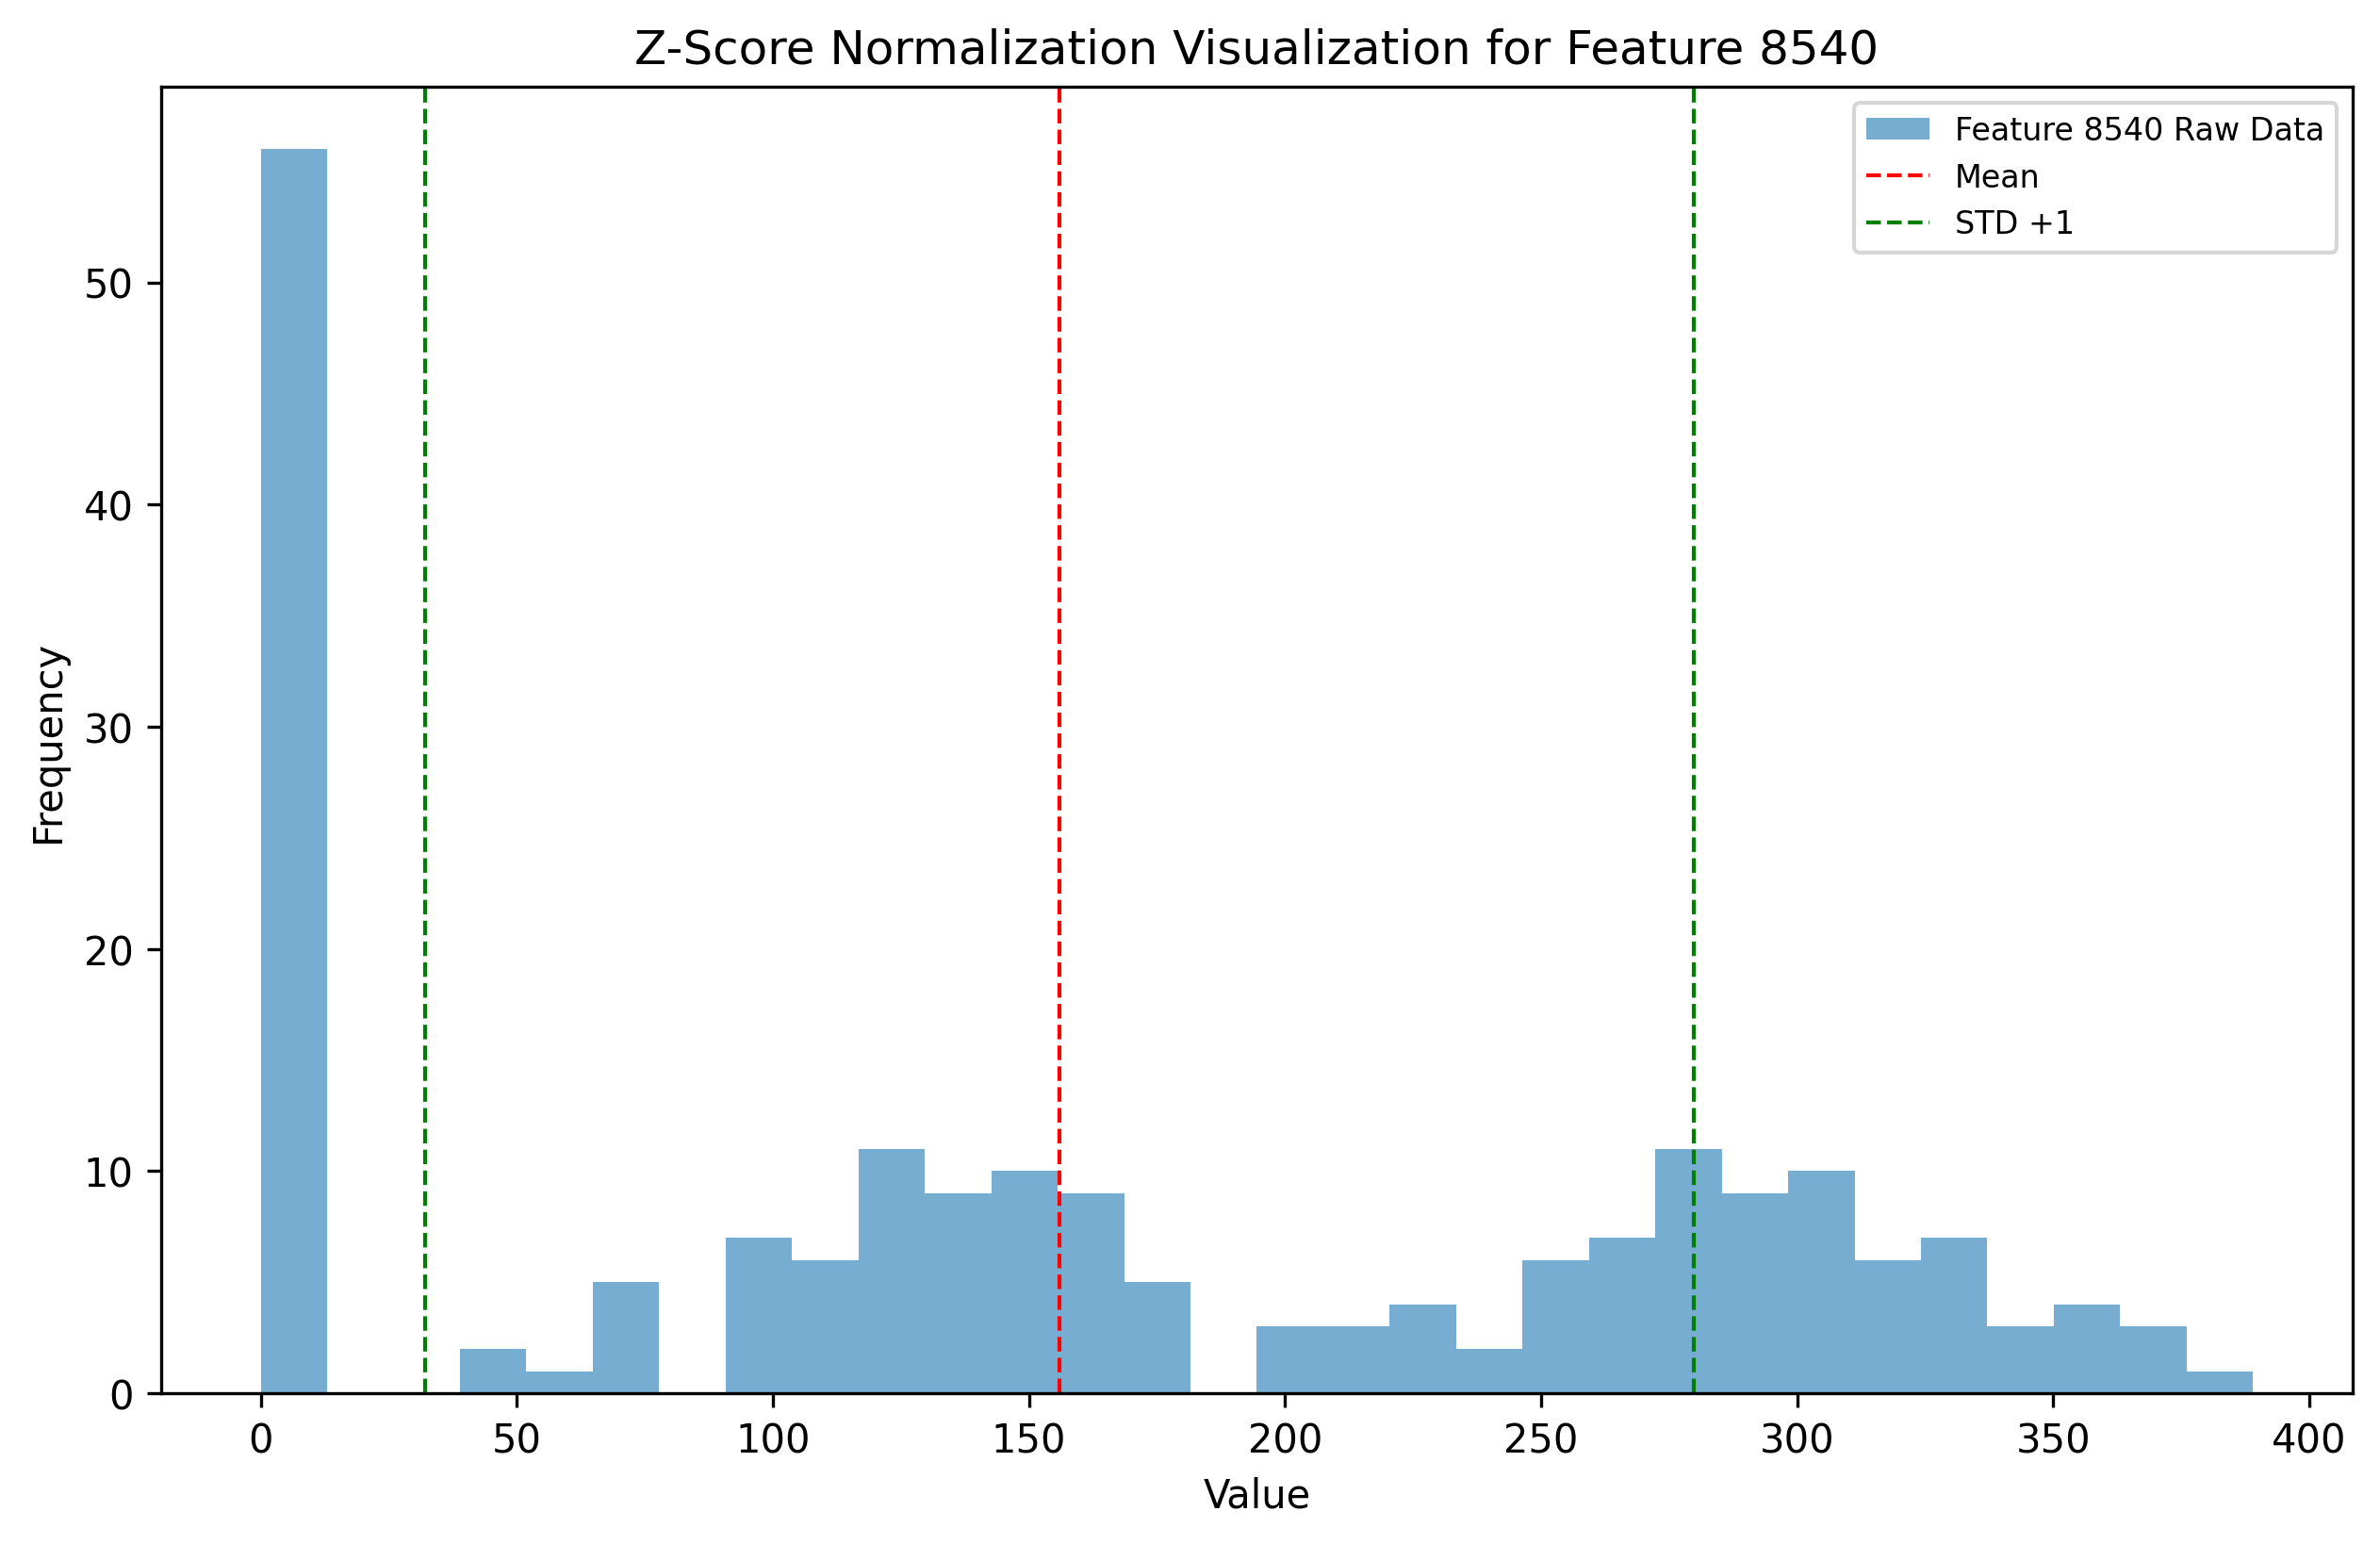 Z-Score Normalization Visualization for Feature 8540
Feature 8540 Raw Data
Mean
STD +1
Frequency
50
40
30
20
10
0
0 50 100 150 200 250 300 350 400
Value